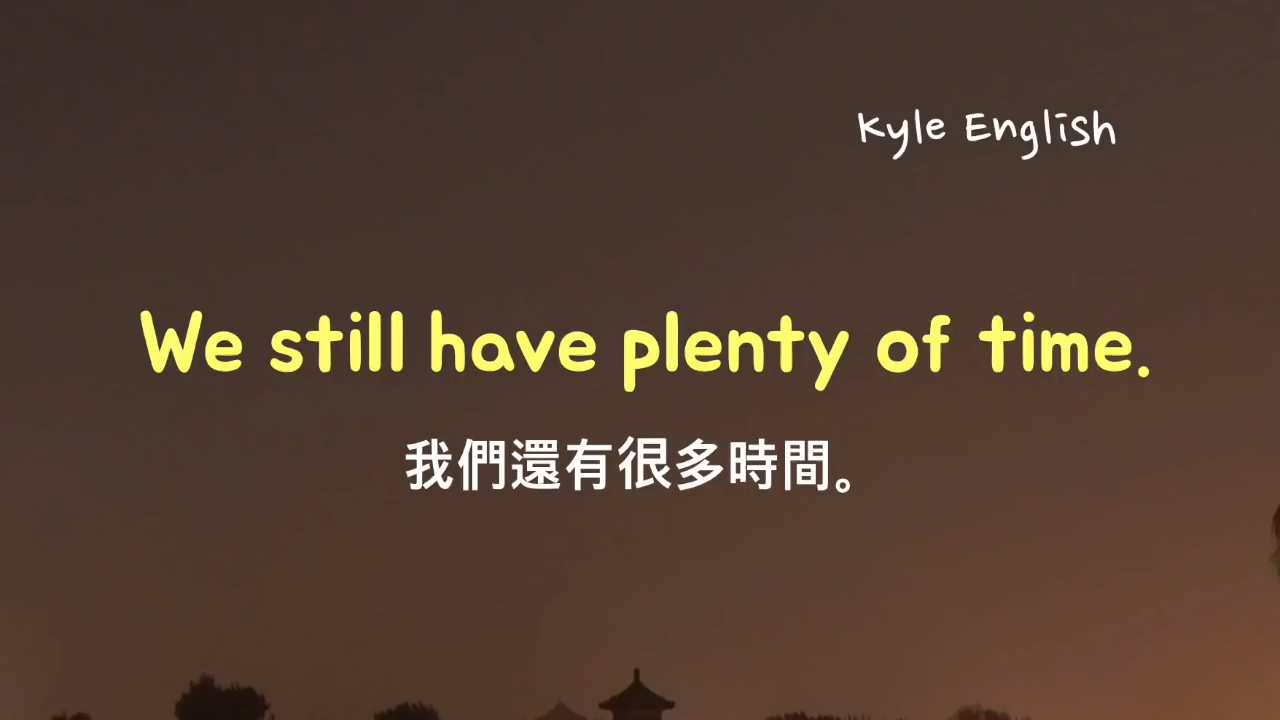 Kyle English
We still have plenty of time.
我們還有很多時間。